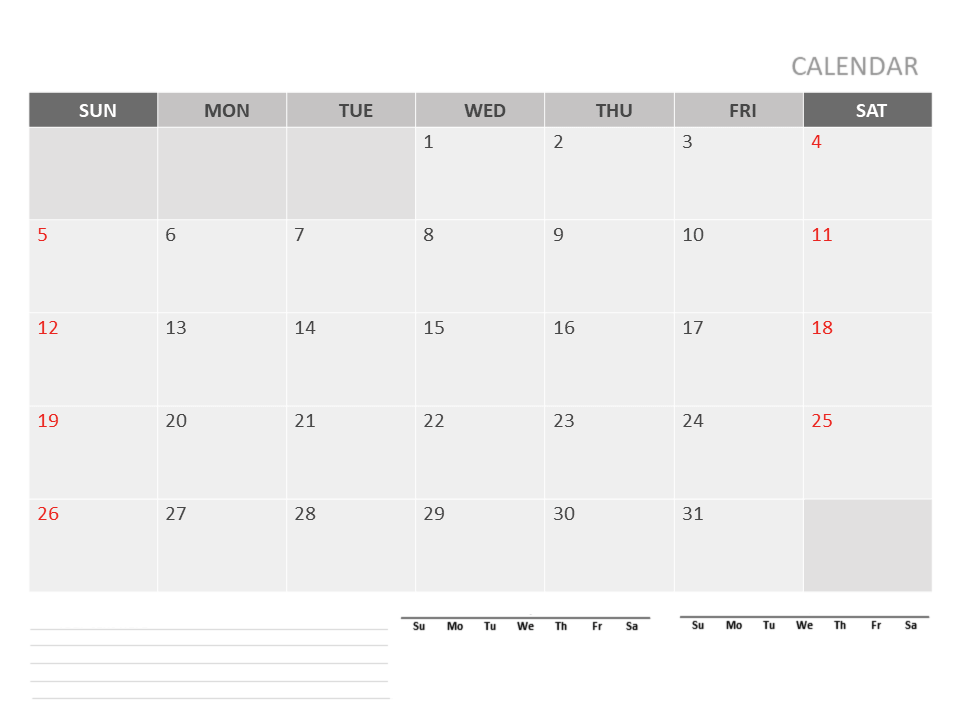 CALENDAR
SUN MON TUE WED THU FRI SAT
1 2 3 4
5 6 7 8 9 10 11
12 13 14 15 16 17 18
19 20 21 22 23 24 25
26 27 28 29 30 31
Su Mo Tu We Th Fr Sa Su Mo Tu We Th Fr Sa